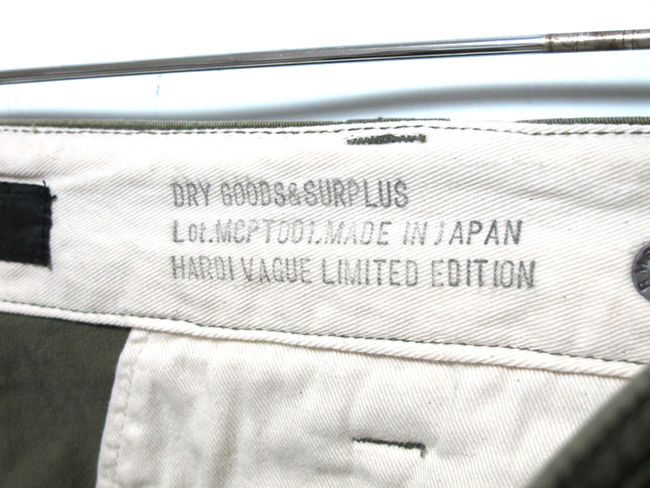 DRY GOODS&SURPLUS
Lot.MCPT001.MADE IN JAPAN
HARDI VAGUE LIMITED EDITION